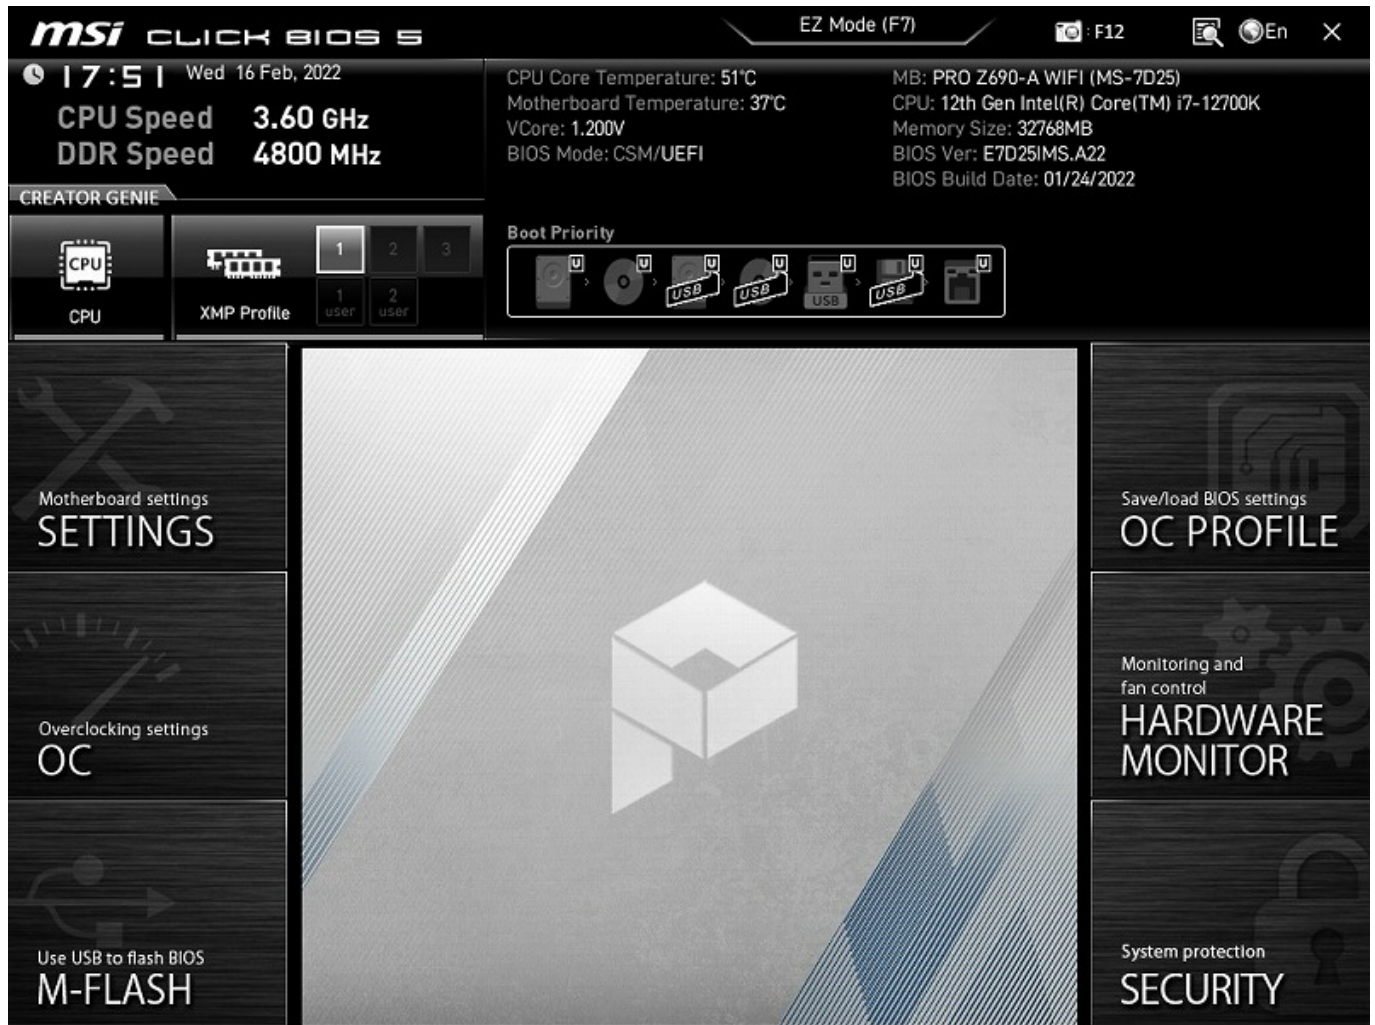 msi CLICK BIOS 5
EZ Mode (F7)
: F12
En
17:51 Wed 16 Feb, 2022
CPU Speed 3.60 GHz
DDR Speed 4800 MHz
CREATOR GENIE
CPU
CPU
XMP Profile
1 2 3
1 user
2 user
CPU Core Temperature: 51°C
Motherboard Temperature: 37°C
VCore: 1.200V
BIOS Mode: CSM/UEFI
MB: PRO Z690-A WIFI (MS-7D25)
CPU: 12th Gen Intel(R) Core(TM) i7-12700K
Memory Size: 32768MB
BIOS Ver: E7D25IMS.A22
BIOS Build Date: 01/24/2022
Boot Priority
U U U U U U U
USB USB USB USB
Motherboard settings
SETTINGS
Overclocking settings
OC
Use USB to flash BIOS
M-FLASH
Save/load BIOS settings
OC PROFILE
Monitoring and
fan control
HARDWARE
MONITOR
System protection
SECURITY